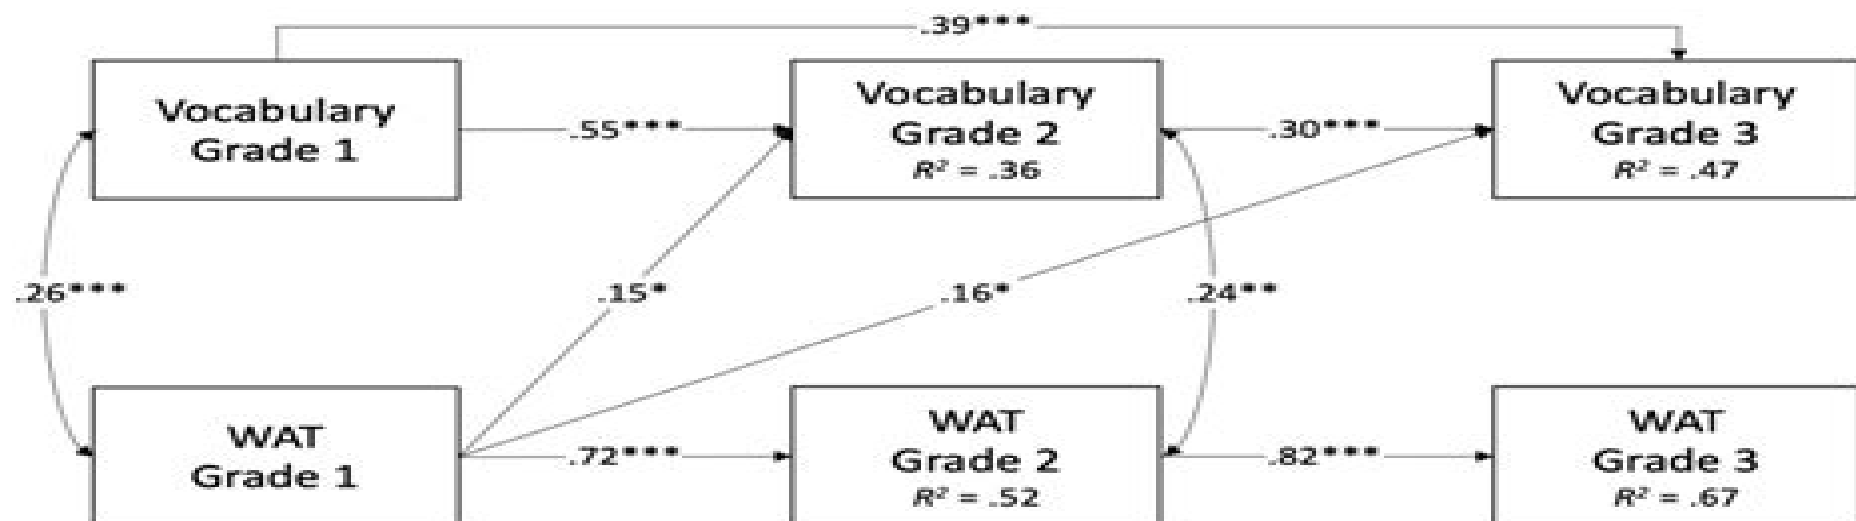 .39***
Vocabulary
Grade 1
.55***
Vocabulary
Grade 2
R² = .36
.30***
Vocabulary
Grade 3
R² = .47
.26***
.15*
.16*
.24**
WAT
Grade 1
.72***
WAT
Grade 2
R² = .52
.82***
WAT
Grade 3
R² = .67